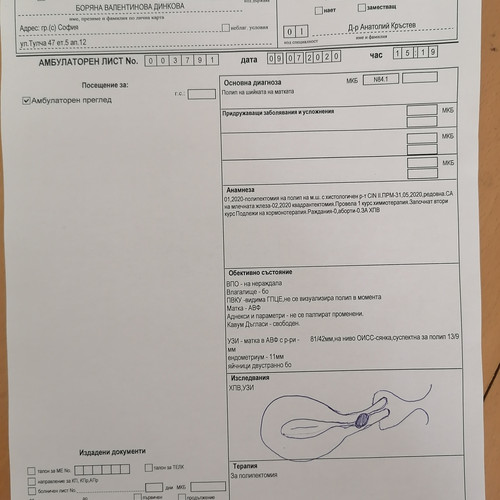 БОРЯНА ВАЛЕНТИНОВА ДИНКОВА
име, презиме и фамилия по лична карта
Адрес: гр.(с) София
неблаг. условия
ул.Тулча 47 ет.5 ап.12
нает
заместващ
0 1
Д-р Анатолий Кръстев
код специалност
име и фамилия
АМБУЛАТОРЕН ЛИСТ No. 0 0 3 7 9 1 дата 0 9 0 7 2 0 2 0 час 1 5 : 1 9
Посещение за:
г.с.:
Амбулаторен преглед
Основна диагноза МКБ N84.1
Полип на шийката на матката
Придружаващи заболявания и усложнения МКБ
МКБ
МКБ
Анамнеза
01,2020-политектомия на полип на м.ш. с хистологичен р-т CIN II,ПРМ-31,05,2020,редовна.СА
на млечната жлеза-02,2020 квадрантектомия.Провела 1 курс химиотерапия.Започнат втори
курс Подлежи на хормонотерапия.Раждания-0,аборти-0.ЗА ХПВ
Обективно състояние
ВПО - на нераждала
Влагалище - бо
ПВКУ -видима ГПЦЕ,не се визуализира полип в момента
Матка - АВФ
Аднекси и параметри - не се палпират променени.
Кавум Дъгласи - свободен.
УЗИ - матка в АВФ с р-ри - 81/42мм,на ниво ОИСС-сянка,суспектна за полип 13/9
мм
ендометриум - 11мм
яйчници двустранно бо
Изследвания
ХПВ,УЗИ
Терапия
За полипектомия
Издадени документи
талон за МЕ No.
талон за ТЕЛК
направление за КП, КПр,АПр
болничен лист No.
дни МКБ
първичен
продължение